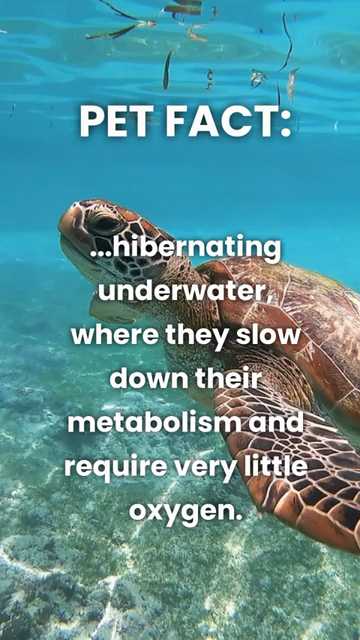 PET FACT:
...hibernating
underwater,
where they slow
down their
metabolism and
require very little
oxygen.